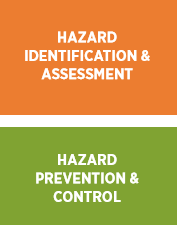 HAZARD
IDENTIFICATION &
ASSESSMENT
HAZARD
PREVENTION &
CONTROL